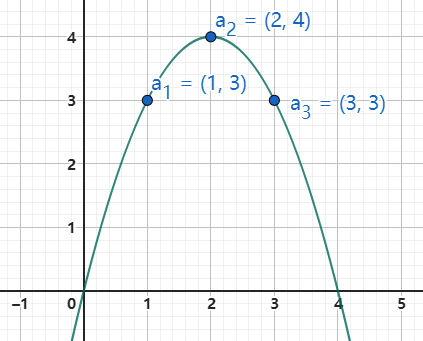 a₂ = (2, 4)
4
a₁ = (1, 3)
3
a₃ = (3, 3)
2
1
−1 0 1 2 3 4 5